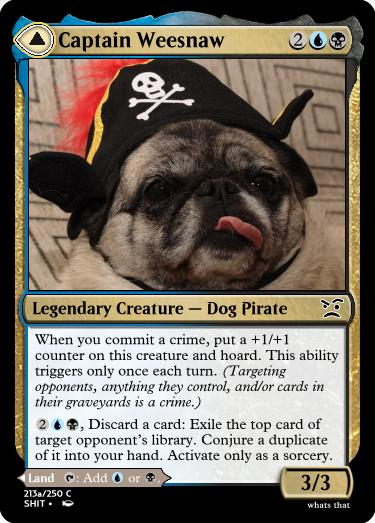 Captain Weesnaw 2
Legendary Creature — Dog Pirate
When you commit a crime, put a +1/+1
counter on this creature and hoard. This ability
triggers only once each turn. (Targeting
opponents, anything they control, and/or cards in
their graveyards is a crime.)
2, Discard a card: Exile the top card of
target opponent's library. Conjure a duplicate
of it into your hand. Activate only as a sorcery.
Land : Add or .
3/3
213a/250 C
SHIT •
whats that